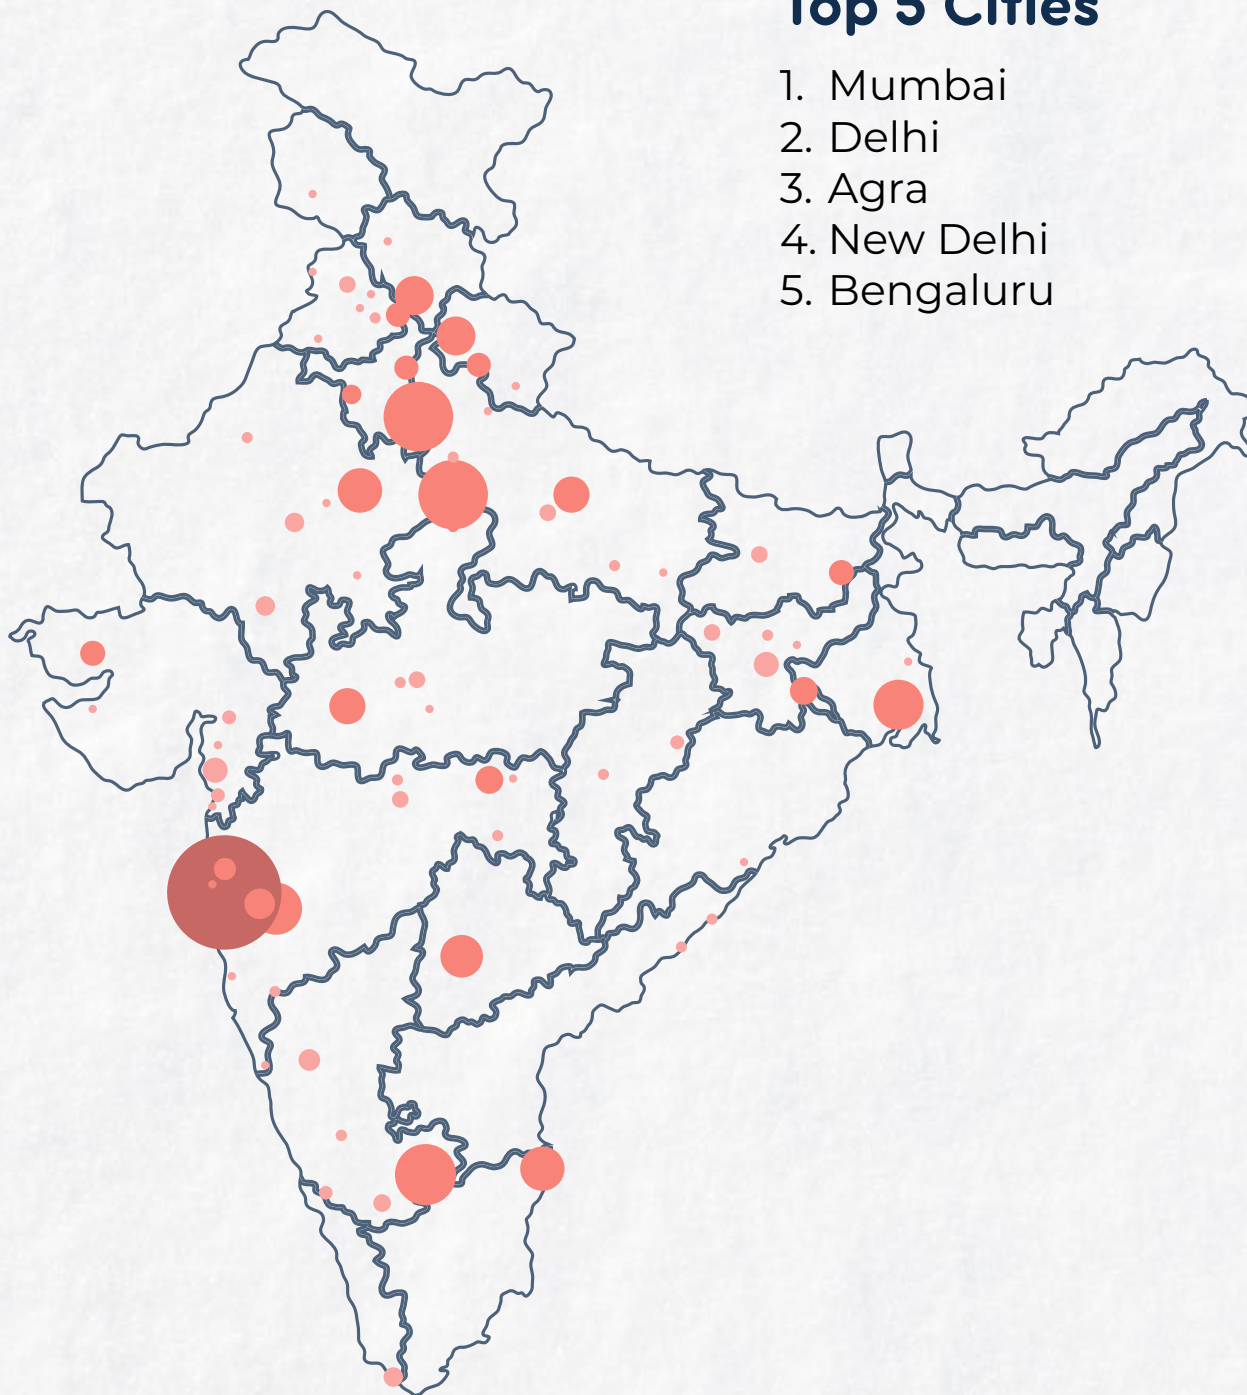 Top 5 Cities
1. Mumbai
2. Delhi
3. Agra
4. New Delhi
5. Bengaluru